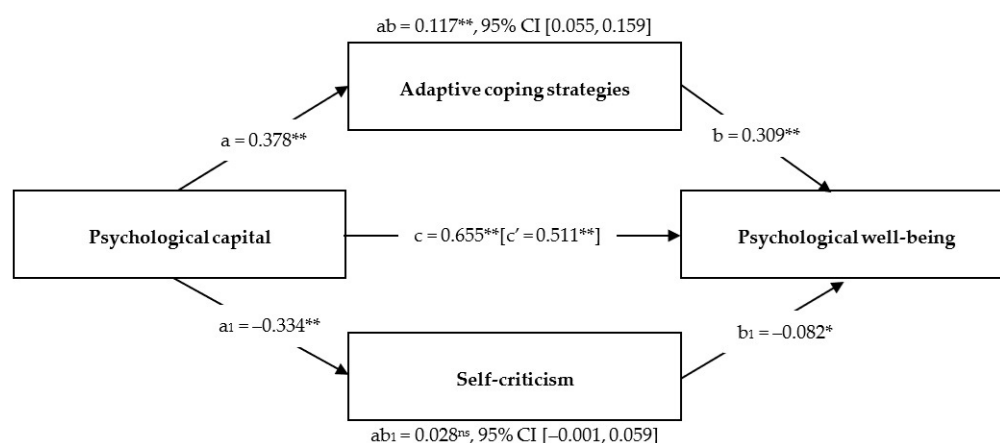 ab = 0.117**, 95% CI [0.055, 0.159]
Adaptive coping strategies
a = 0.378**
b = 0.309**
Psychological capital
c = 0.655**[c′ = 0.511**]
Psychological well-being
a₁ = –0.334**
b₁ = –0.082*
Self-criticism
ab₁ = 0.028ⁿˢ, 95% CI [–0.001, 0.059]